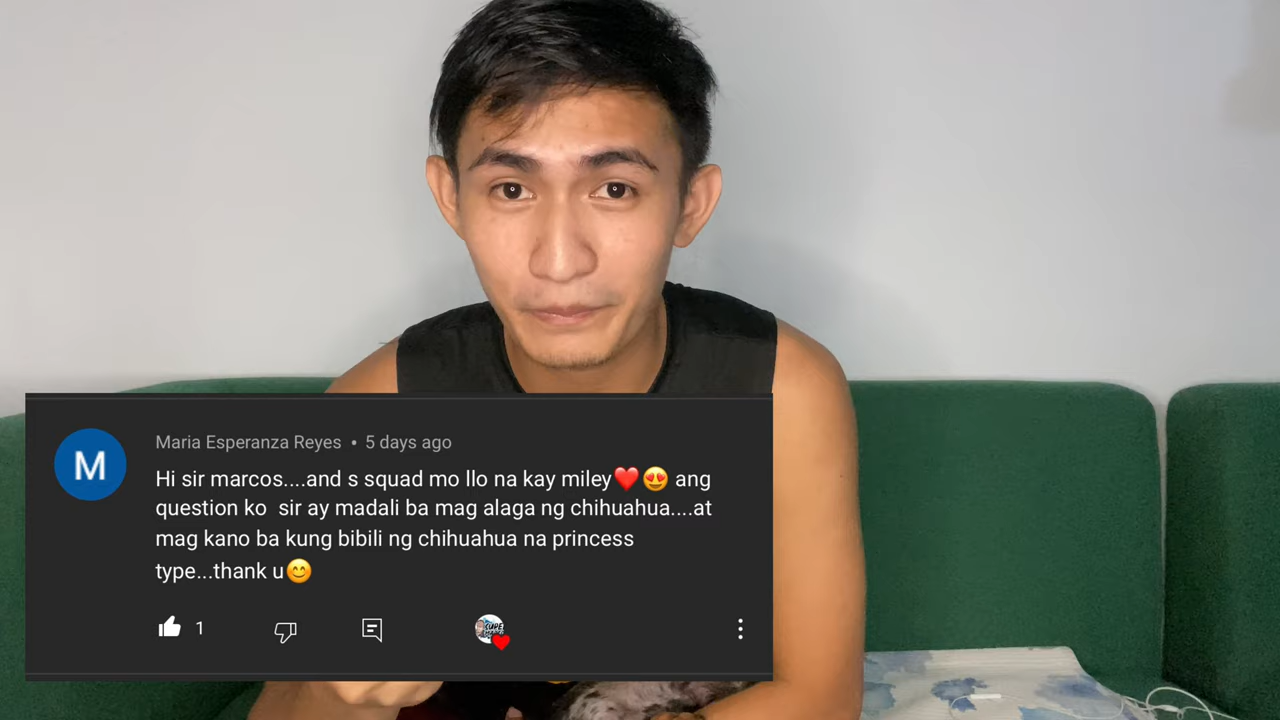 M
Maria Esperanza Reyes • 5 days ago
Hi sir marcos....and s squad mo llo na kay miley❤️😍 ang
question ko sir ay madali ba mag alaga ng chihuahua....at
mag kano ba kung bibili ng chihuahua na princess
type...thank u😊
1